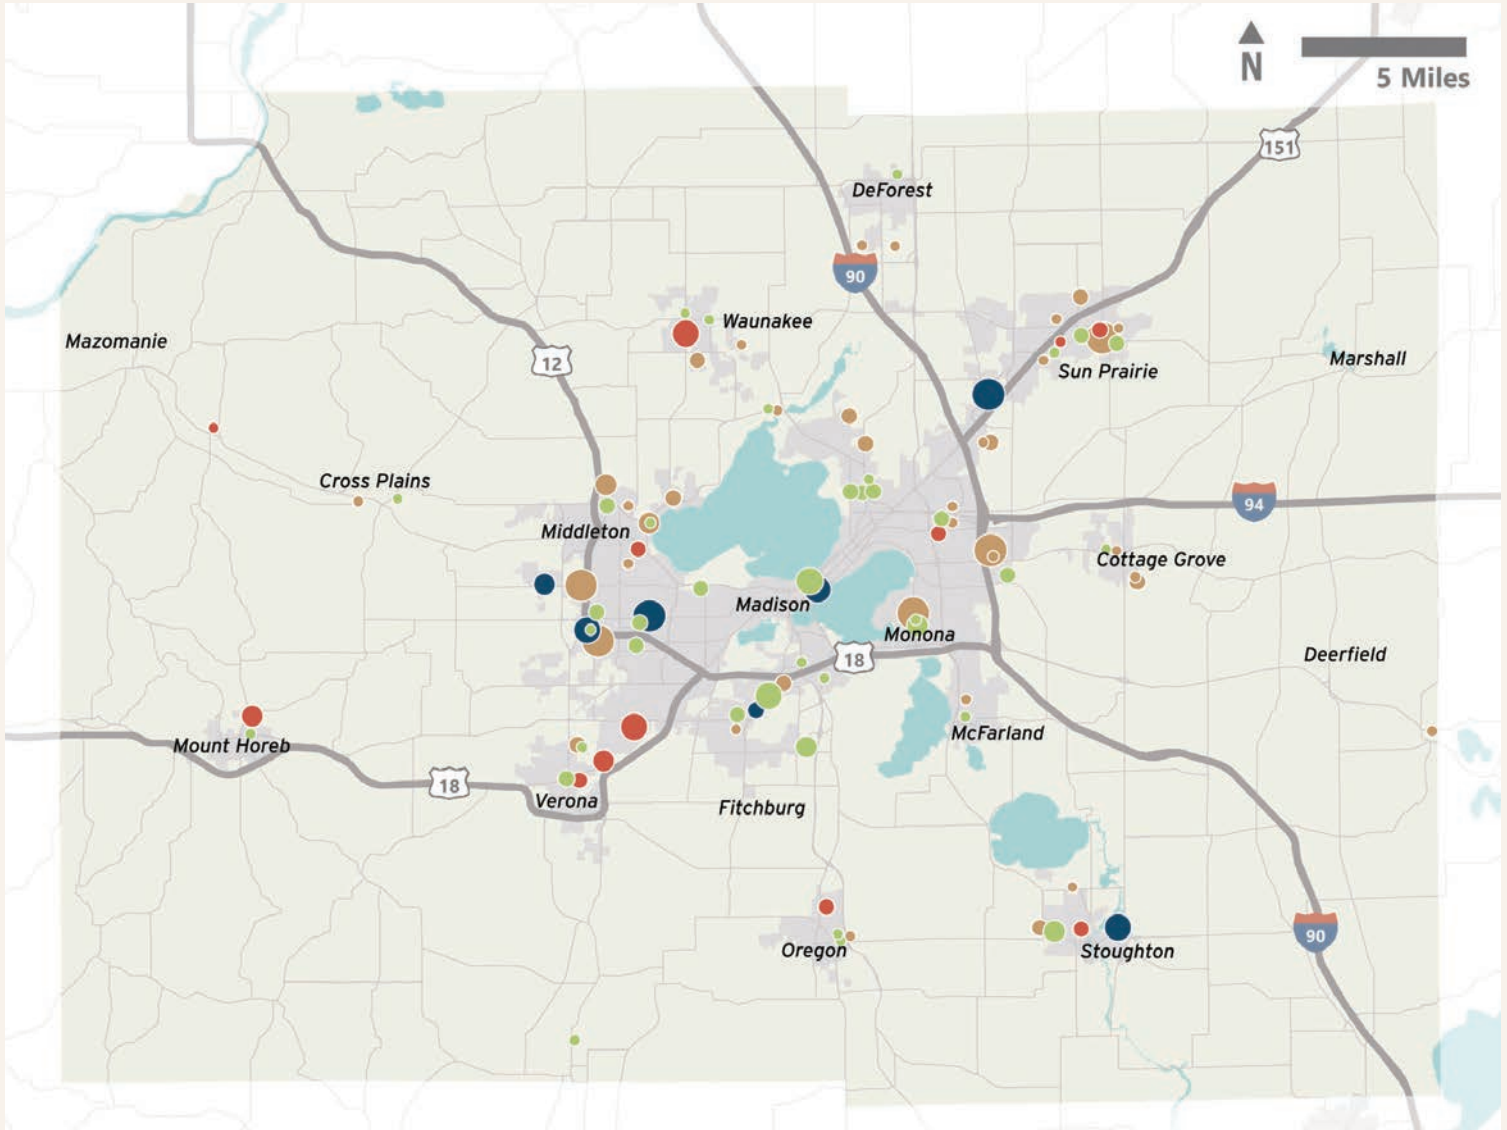 N
5 Miles
151
DeForest
90
Mazomanie
Waunakee
12
Marshall
Sun Prairie
Cross Plains
94
Middleton
Cottage Grove
Madison
Monona
18
Deerfield
McFarland
Mount Horeb
18
Verona
Fitchburg
90
Oregon
Stoughton